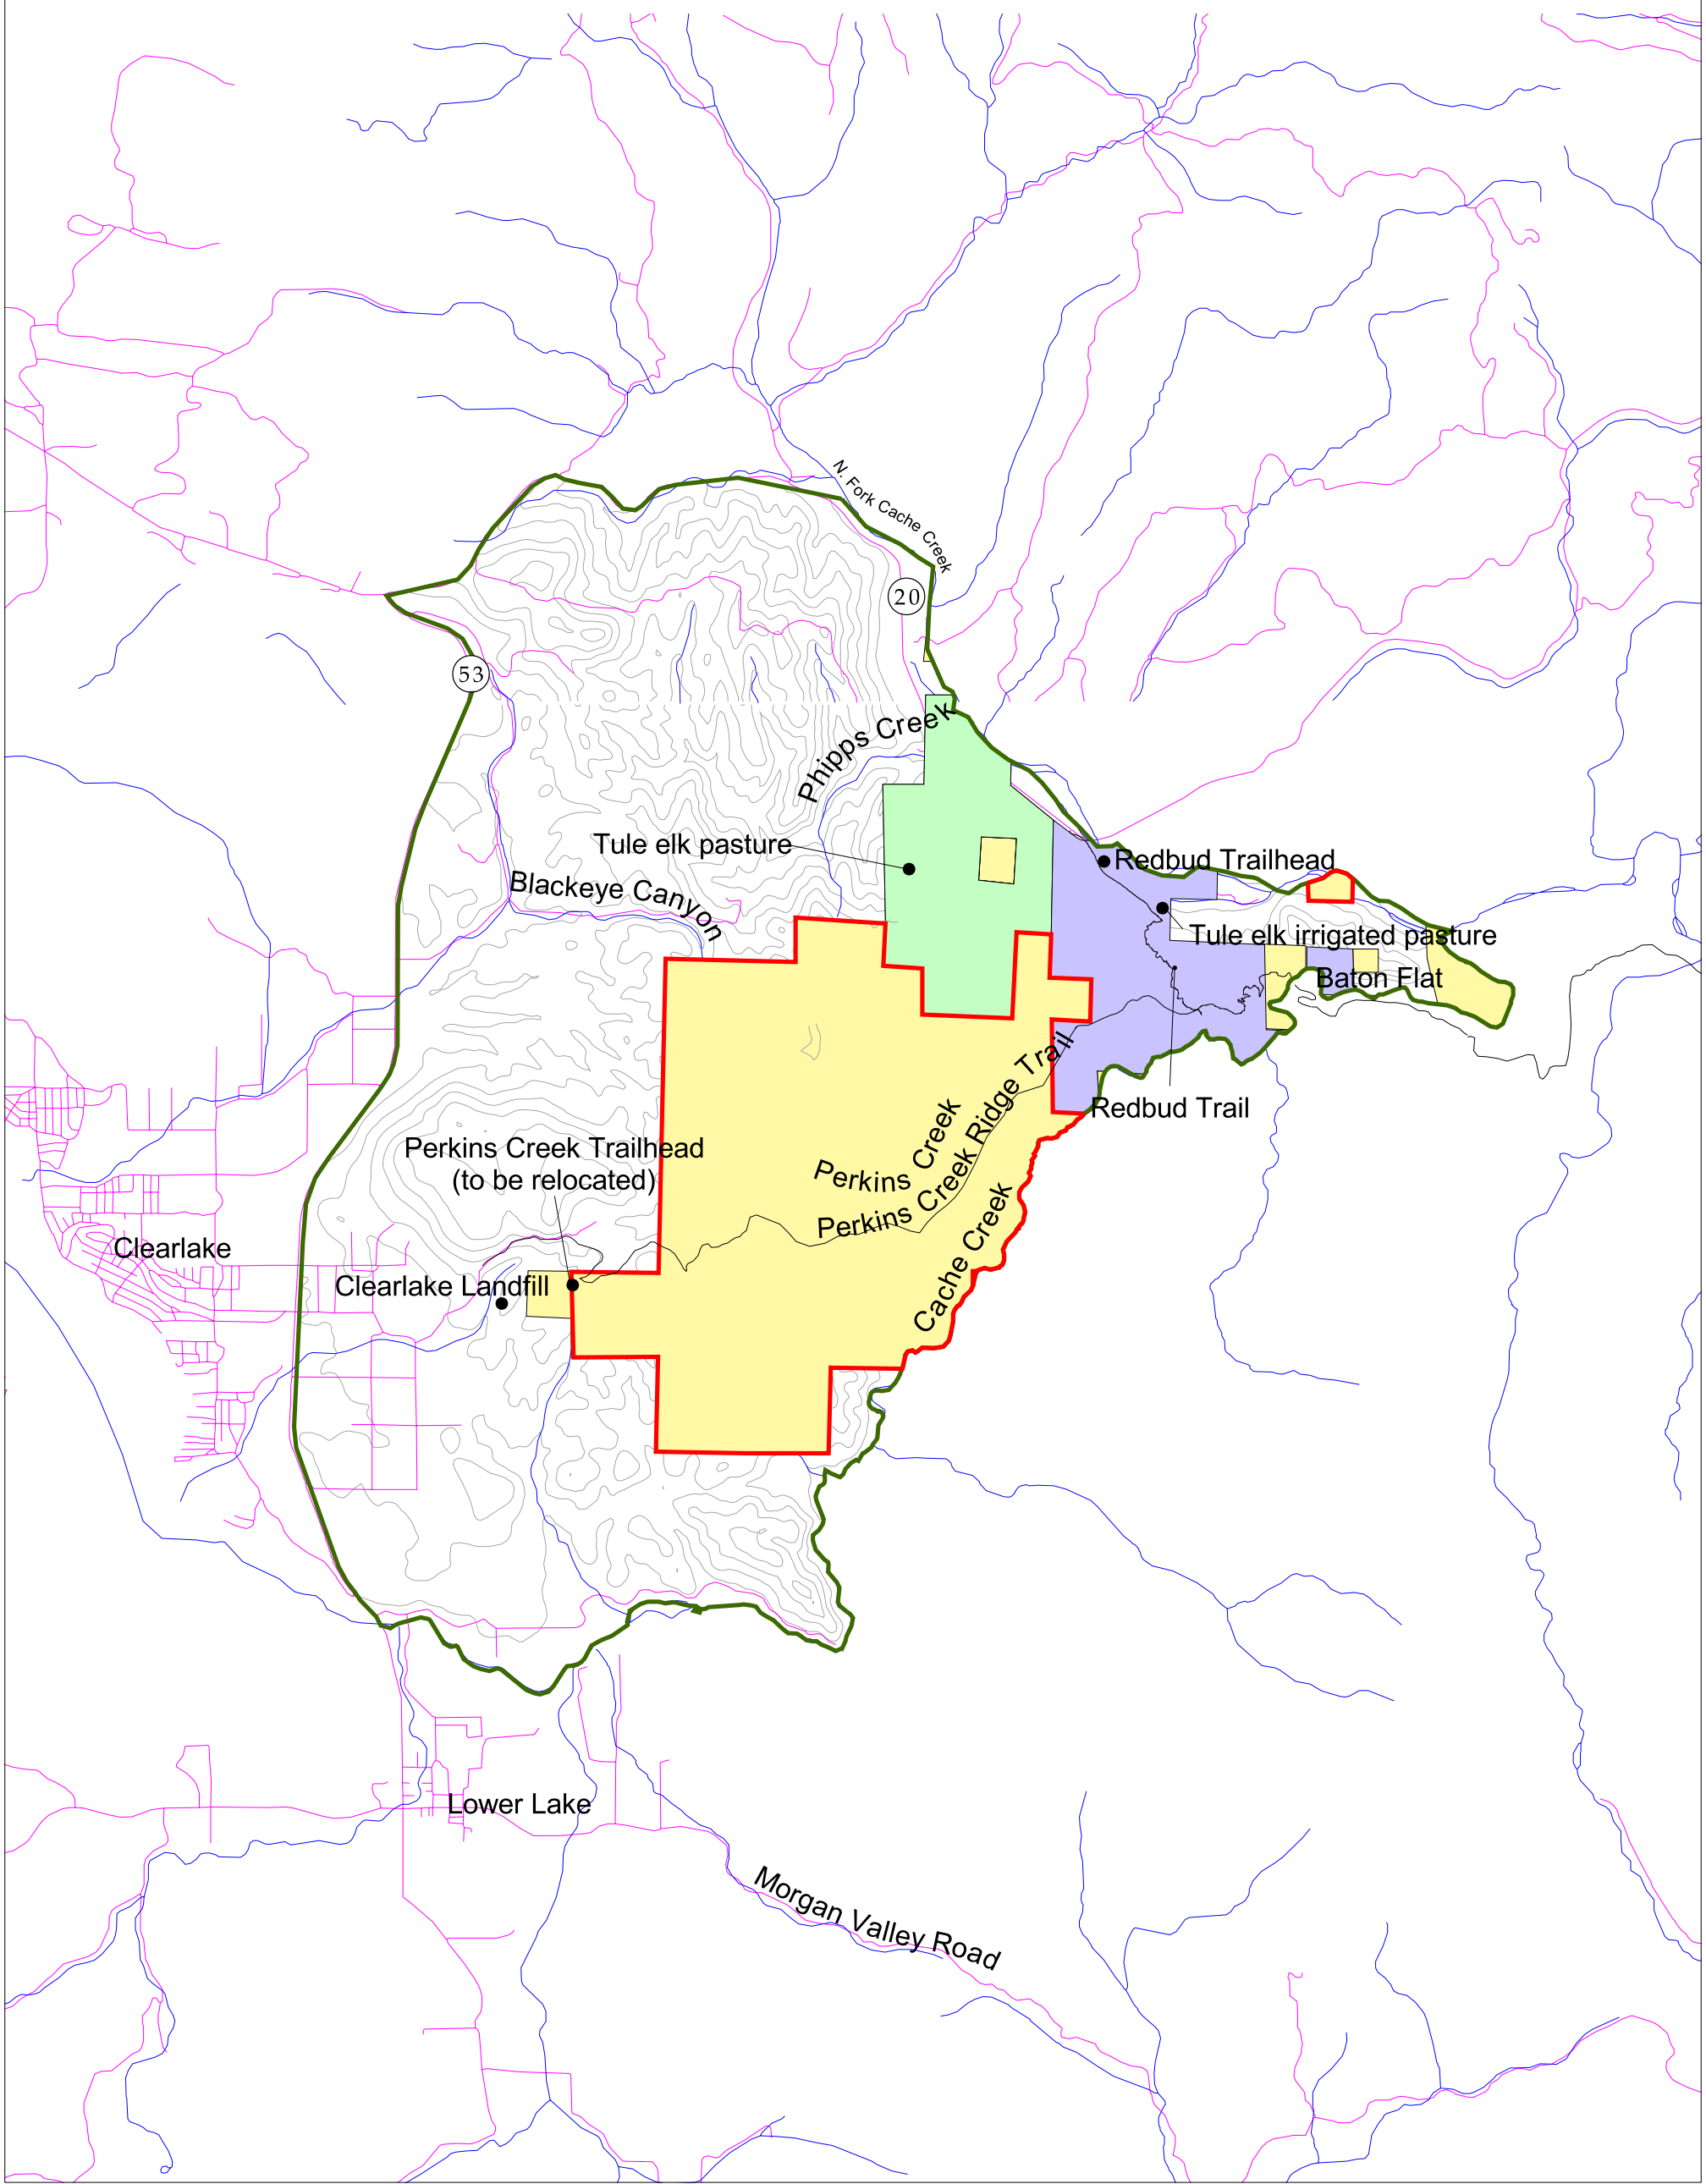 N. Fork Cache Creek
20
53
Phipps Creek
Tule elk pasture
Redbud Trailhead
Blackeye Canyon
Tule elk irrigated pasture
Baton Flat
Perkins Creek Ridge Trail
Redbud Trail
Perkins Creek
Perkins Creek Trailhead
(to be relocated)
Cache Creek
Clearlake
Clearlake Landfill
Lower Lake
Morgan Valley Road